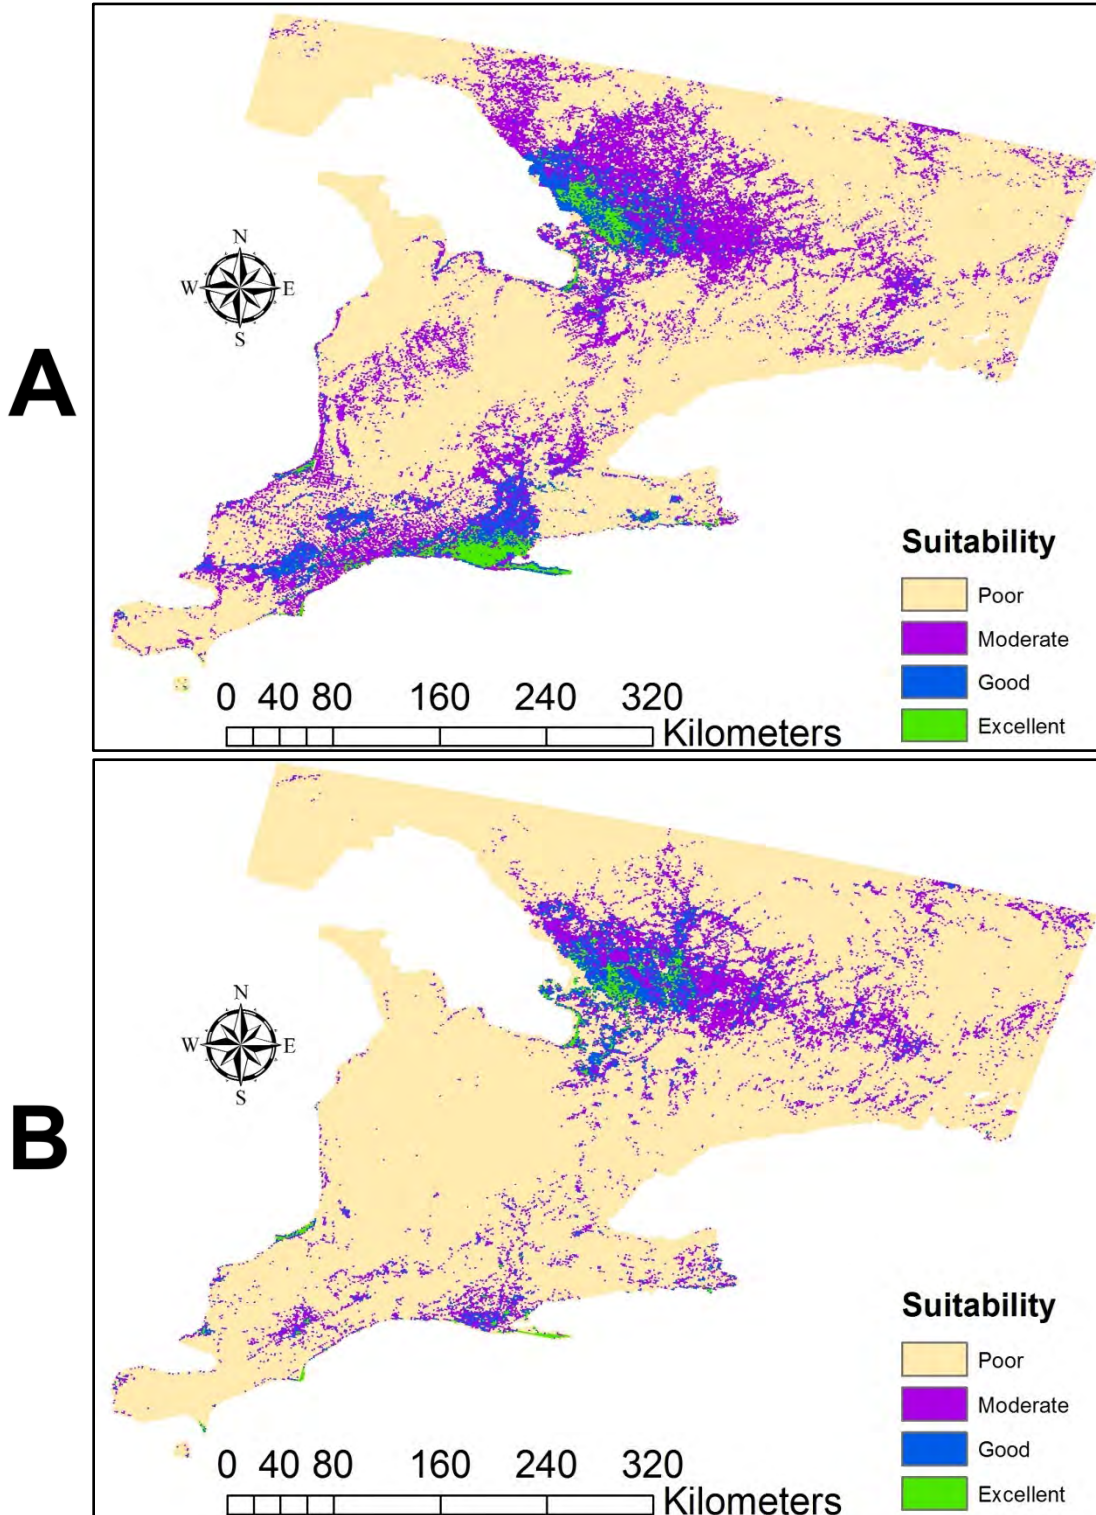 A
N
W E
S
Suitability
Poor
Moderate
Good
Excellent
0 40 80 160 240 320
Kilometers
B
N
W E
S
Suitability
Poor
Moderate
Good
Excellent
0 40 80 160 240 320
Kilometers